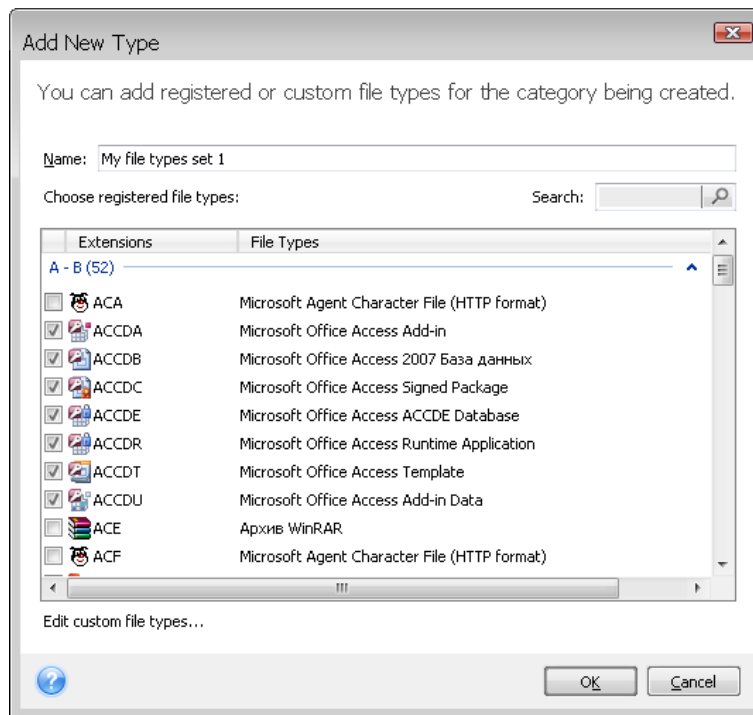 Add New Type
You can add registered or custom file types for the category being created.
Name: My file types set 1
Choose registered file types: Search:
Extensions File Types
A - B (52)
ACA Microsoft Agent Character File (HTTP format)
ACCDA Microsoft Office Access Add-in
ACCDB Microsoft Office Access 2007 База данных
ACCDC Microsoft Office Access Signed Package
ACCDE Microsoft Office Access ACCDE Database
ACCDR Microsoft Office Access Runtime Application
ACCDT Microsoft Office Access Template
ACCDU Microsoft Office Access Add-in Data
ACE Архив WinRAR
ACF Microsoft Agent Character File (HTTP format)
Edit custom file types...
OK Cancel